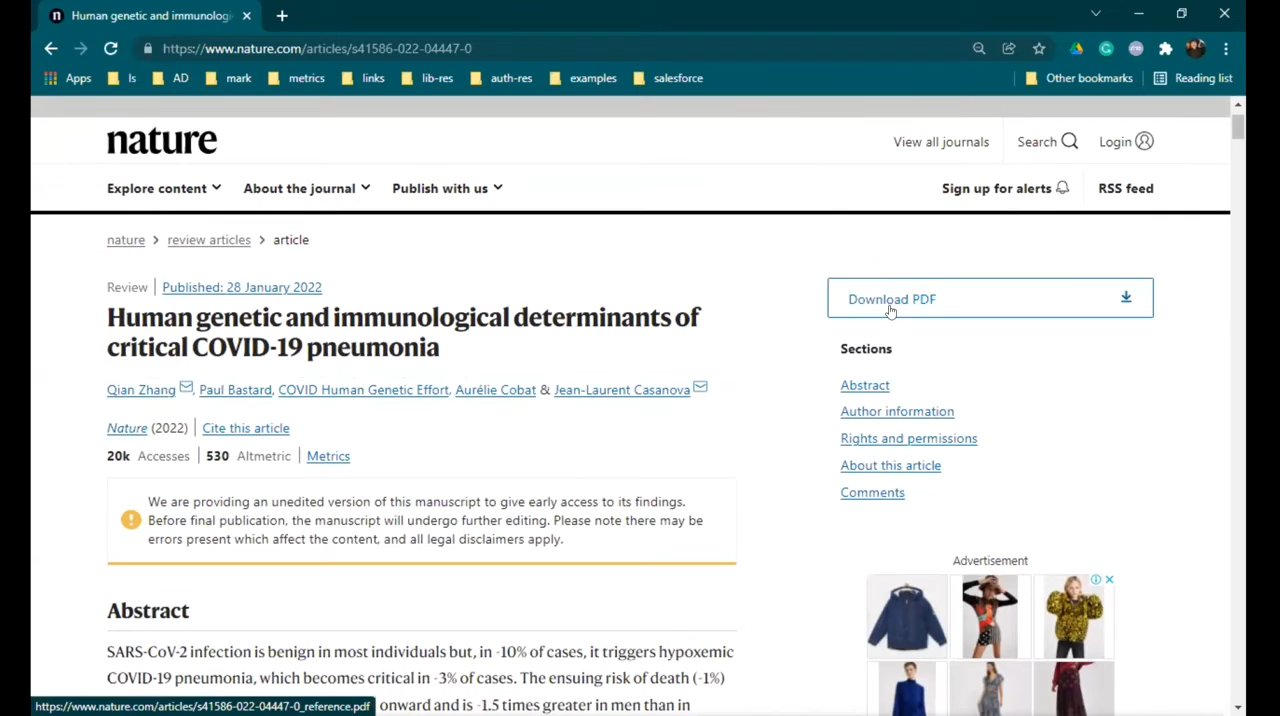 Human genetic and immunologi
https://www.nature.com/articles/s41586-022-04447-0
Apps ls AD mark metrics links lib-res auth-res examples salesforce Other bookmarks Reading list
nature View all journals Search Login
Explore content About the journal Publish with us Sign up for alerts RSS feed
nature > review articles > article
Review Published: 28 January 2022
Human genetic and immunological determinants of
critical COVID-19 pneumonia
Qian Zhang, Paul Bastard, COVID Human Genetic Effort, Aurélie Cobat & Jean-Laurent Casanova
Nature (2022) Cite this article
20k Accesses 530 Altmetric Metrics
We are providing an unedited version of this manuscript to give early access to its findings.
Before final publication, the manuscript will undergo further editing. Please note there may be
errors present which affect the content, and all legal disclaimers apply.
Abstract
SARS-CoV-2 infection is benign in most individuals but, in ~10% of cases, it triggers hypoxemic
COVID-19 pneumonia, which becomes critical in ~3% of cases. The ensuing risk of death (~1%)
onward and is ~1.5 times greater in men than in
Download PDF
Sections
Abstract
Author information
Rights and permissions
About this article
Comments
Advertisement
https://www.nature.com/articles/s41586-022-04447-0_reference.pdf